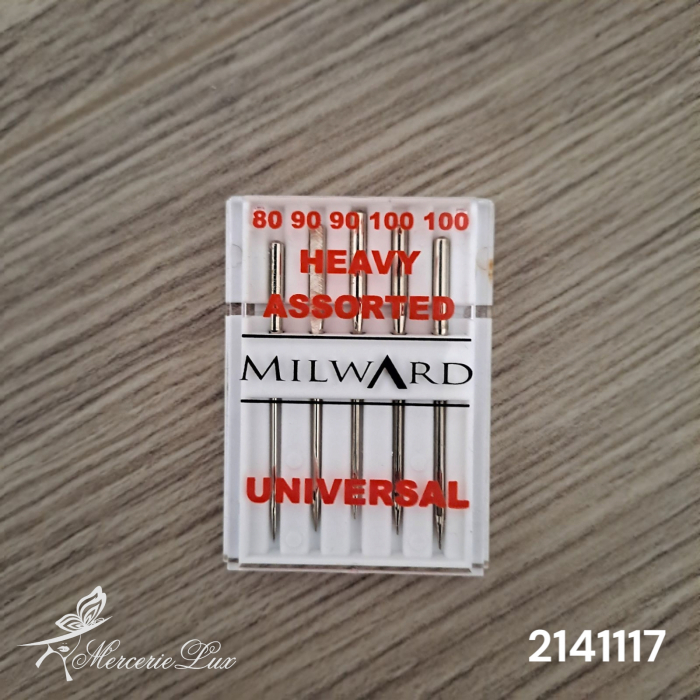 80 90 90 100 100
HEAVY
ASSORTED
MILWARD
UNIVERSAL
MercerieLux
2141117